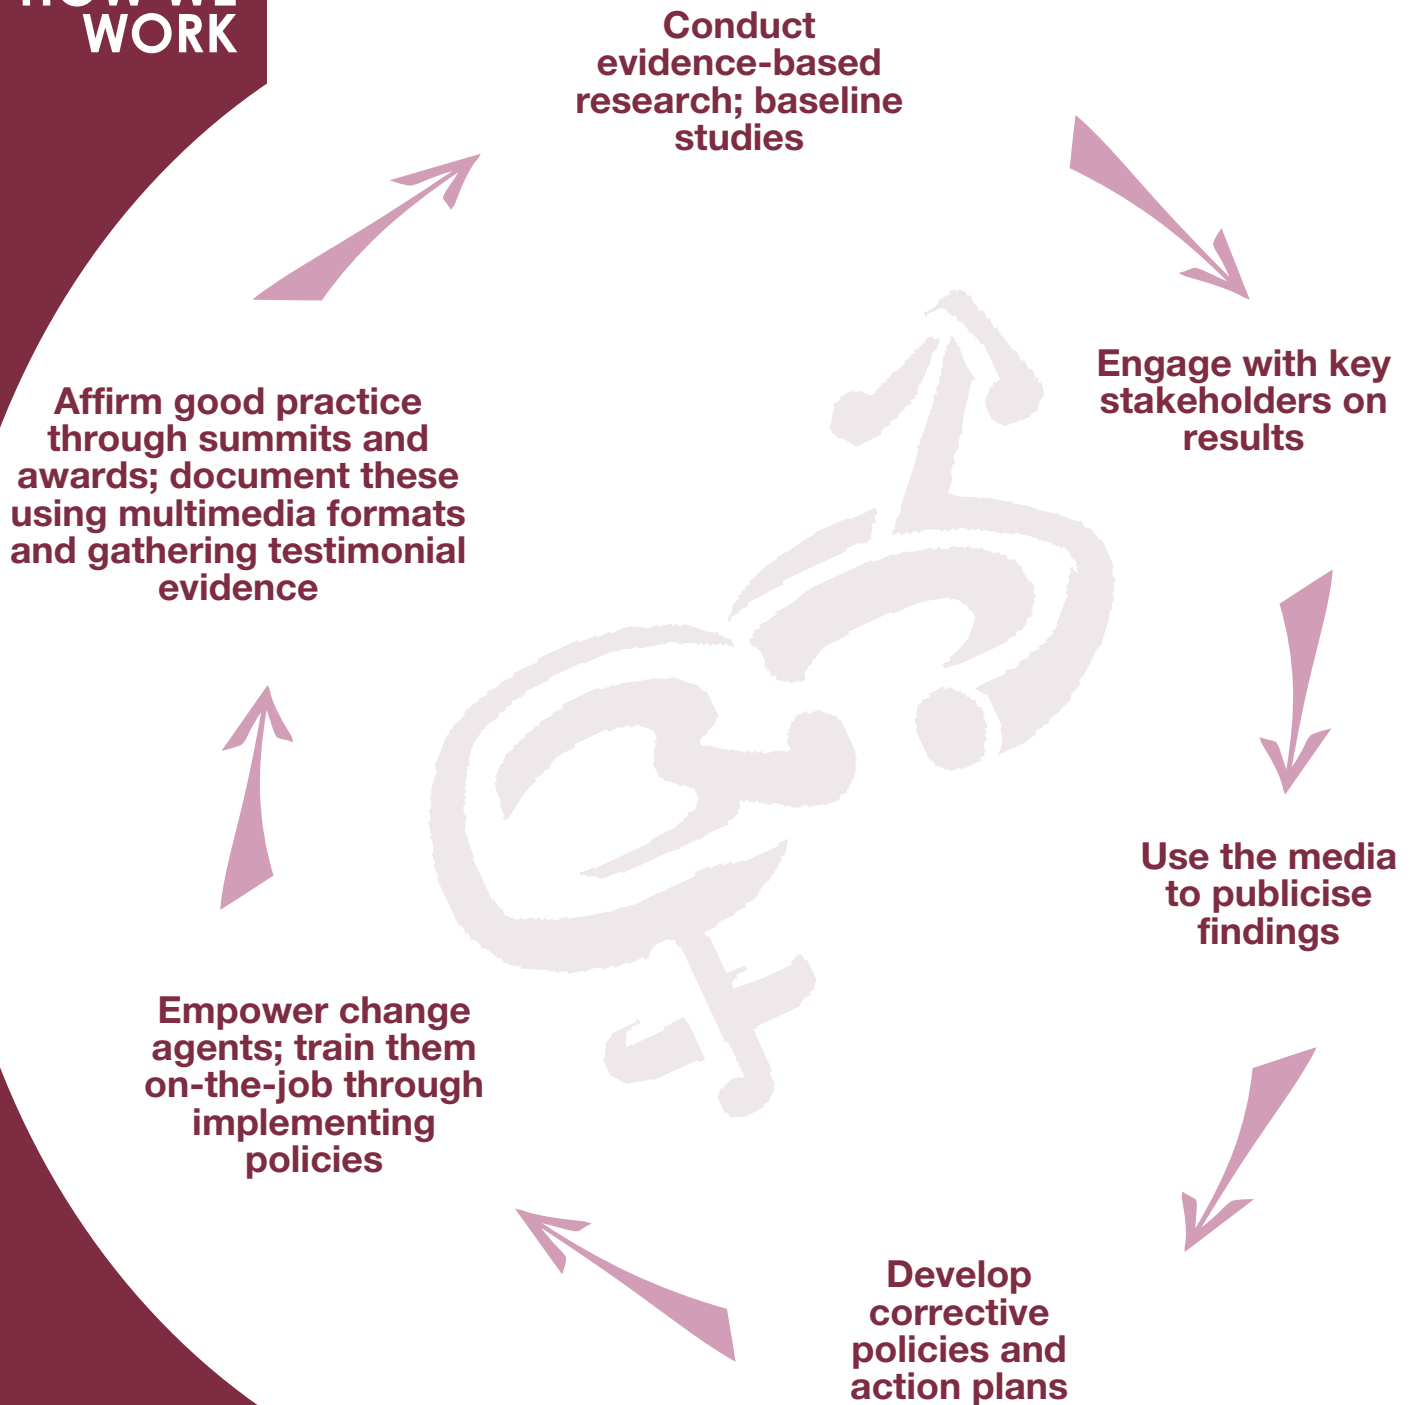 HOW WE
WORK
Conduct
evidence-based
research; baseline
studies
Engage with key
stakeholders on
results
Use the media
to publicise
findings
Develop
corrective
policies and
action plans
Empower change
agents; train them
on-the-job through
implementing
policies
Affirm good practice
through summits and
awards; document these
using multimedia formats
and gathering testimonial
evidence